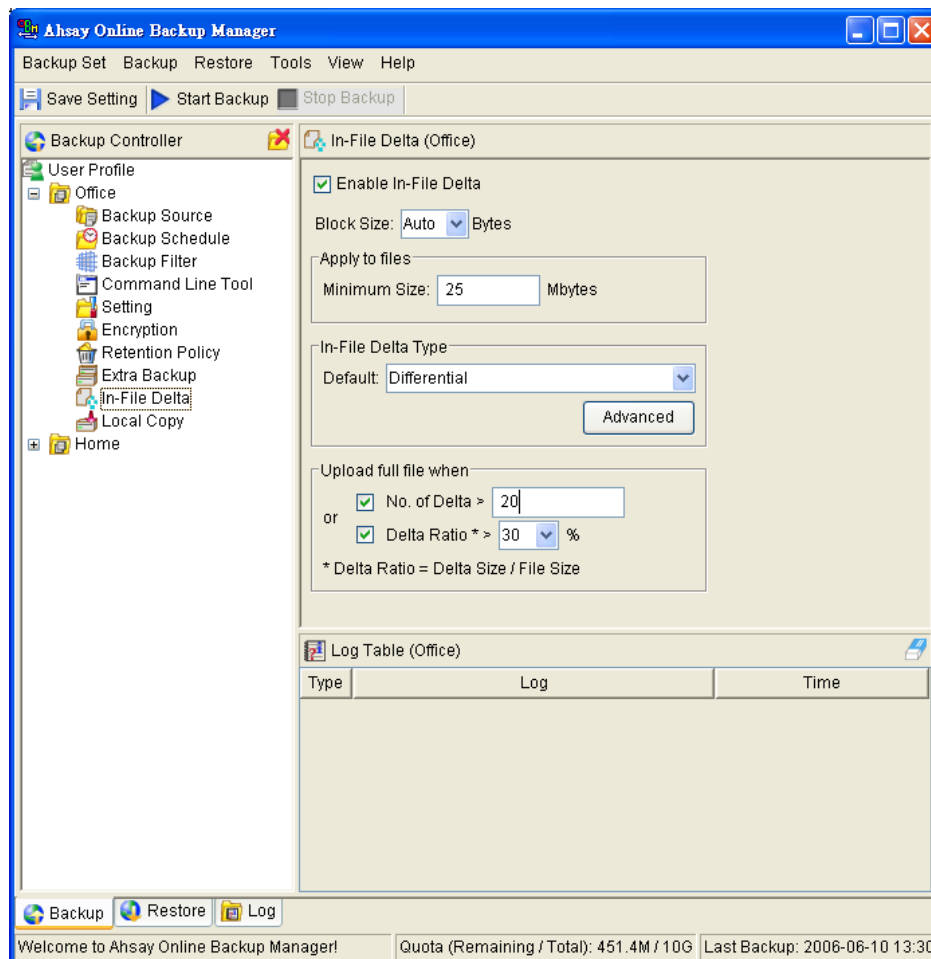 Ahsay Online Backup Manager
Backup Set Backup Restore Tools View Help
Save Setting Start Backup Stop Backup
Backup Controller
User Profile
Office
Backup Source
Backup Schedule
Backup Filter
Command Line Tool
Setting
Encryption
Retention Policy
Extra Backup
In-File Delta
Local Copy
Home
In-File Delta (Office)
Enable In-File Delta
Block Size: Auto Bytes
Apply to files
Minimum Size: 25 Mbytes
In-File Delta Type
Default: Differential
Advanced
Upload full file when
No. of Delta > 20
or
Delta Ratio * > 30 %
* Delta Ratio = Delta Size / File Size
Log Table (Office)
Type Log Time
Backup Restore Log
Welcome to Ahsay Online Backup Manager! Quota (Remaining / Total): 451.4M / 10G Last Backup: 2006-06-10 13:30